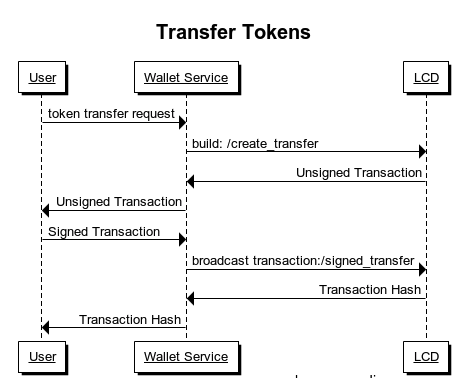 Transfer Tokens
User Wallet Service LCD
token transfer request
build: /create_transfer
Unsigned Transaction
Unsigned Transaction
Signed Transaction
broadcast transaction:/signed_transfer
Transaction Hash
Transaction Hash
User Wallet Service LCD